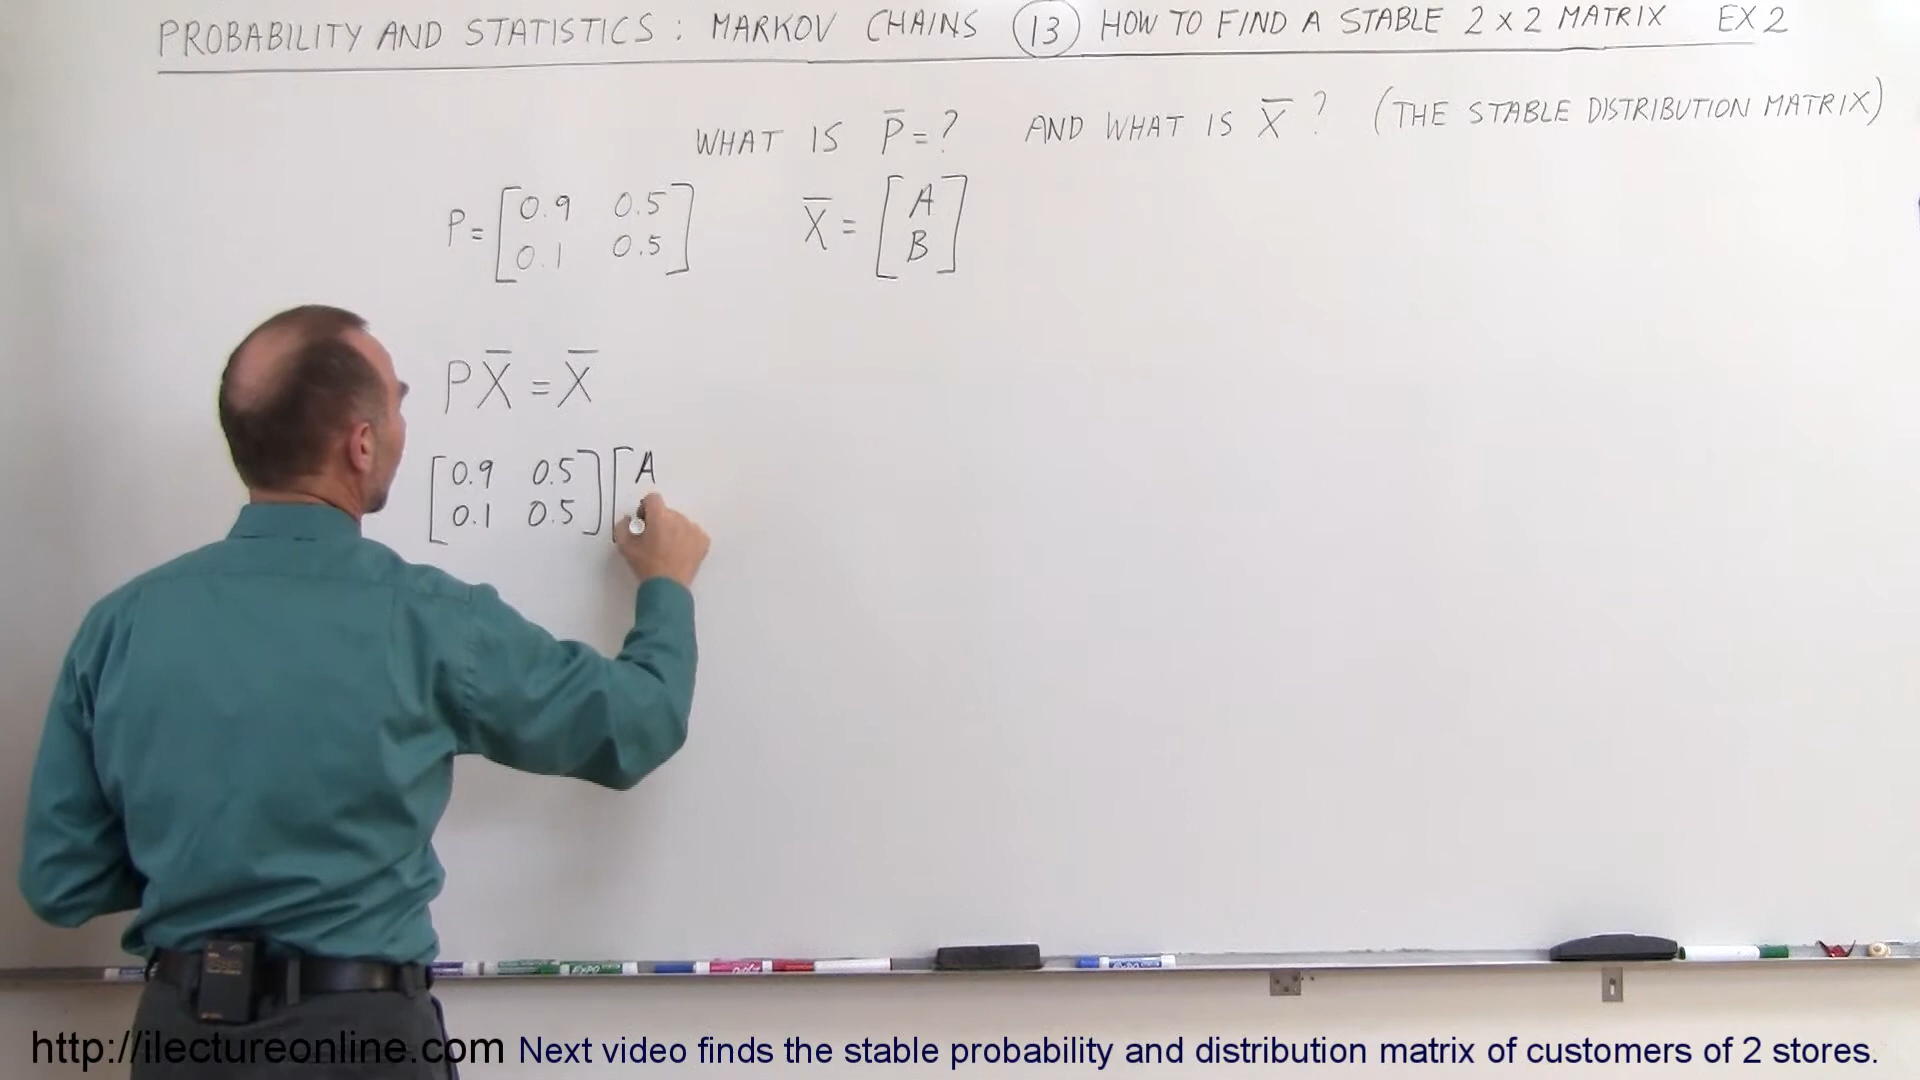 PROBABILITY AND STATISTICS : MARKOV CHAINS 13 HOW TO FIND A STABLE 2 x 2 MATRIX EX 2
WHAT IS P̅ = ? AND WHAT IS X̅ ? (THE STABLE DISTRIBUTION MATRIX)
P = [0.9 0.5
0.1 0.5] X̅ = [A
B]
PX̅ = X̅
[0.9 0.5
0.1 0.5] [A
http://ilectureonline.com Next video finds the stable probability and distribution matrix of customers of 2 stores.